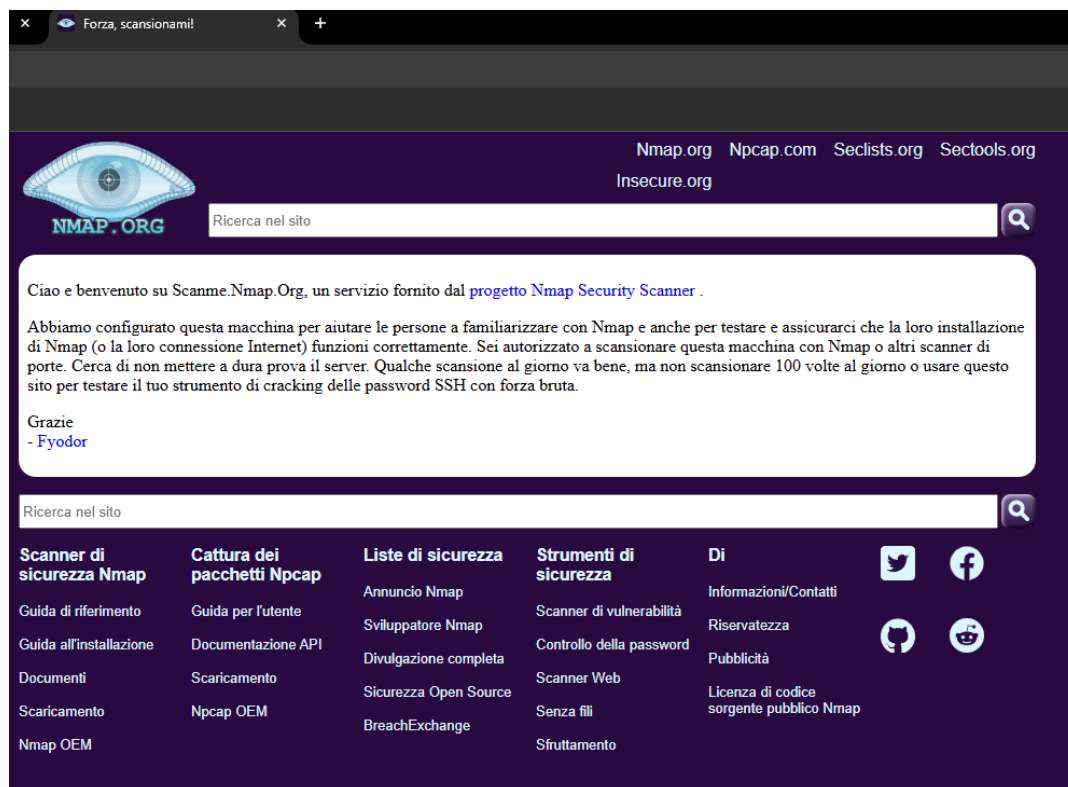 Forza, scansionami!
Nmap.org Npcap.com Seclists.org Sectools.org
Insecure.org
NMAP.ORG
Ricerca nel sito
Ciao e benvenuto su Scanme.Nmap.Org, un servizio fornito dal progetto Nmap Security Scanner .
Abbiamo configurato questa macchina per aiutare le persone a familiarizzare con Nmap e anche per testare e assicurarci che la loro installazione
di Nmap (o la loro connessione Internet) funzioni correttamente. Sei autorizzato a scansionare questa macchina con Nmap o altri scanner di
porte. Cerca di non mettere a dura prova il server. Qualche scansione al giorno va bene, ma non scansionare 100 volte al giorno o usare questo
sito per testare il tuo strumento di cracking delle password SSH con forza bruta.
Grazie
- Fyodor
Ricerca nel sito
Scanner di
sicurezza Nmap
Guida di riferimento
Guida all'installazione
Documenti
Scaricamento
Nmap OEM
Cattura dei
pacchetti Npcap
Guida per l'utente
Documentazione API
Scaricamento
Npcap OEM
Liste di sicurezza
Annuncio Nmap
Sviluppatore Nmap
Divulgazione completa
Sicurezza Open Source
BreachExchange
Strumenti di
sicurezza
Scanner di vulnerabilità
Controllo della password
Scanner Web
Senza fili
Sfruttamento
Di
Informazioni/Contatti
Riservatezza
Pubblicità
Licenza di codice
sorgente pubblico Nmap